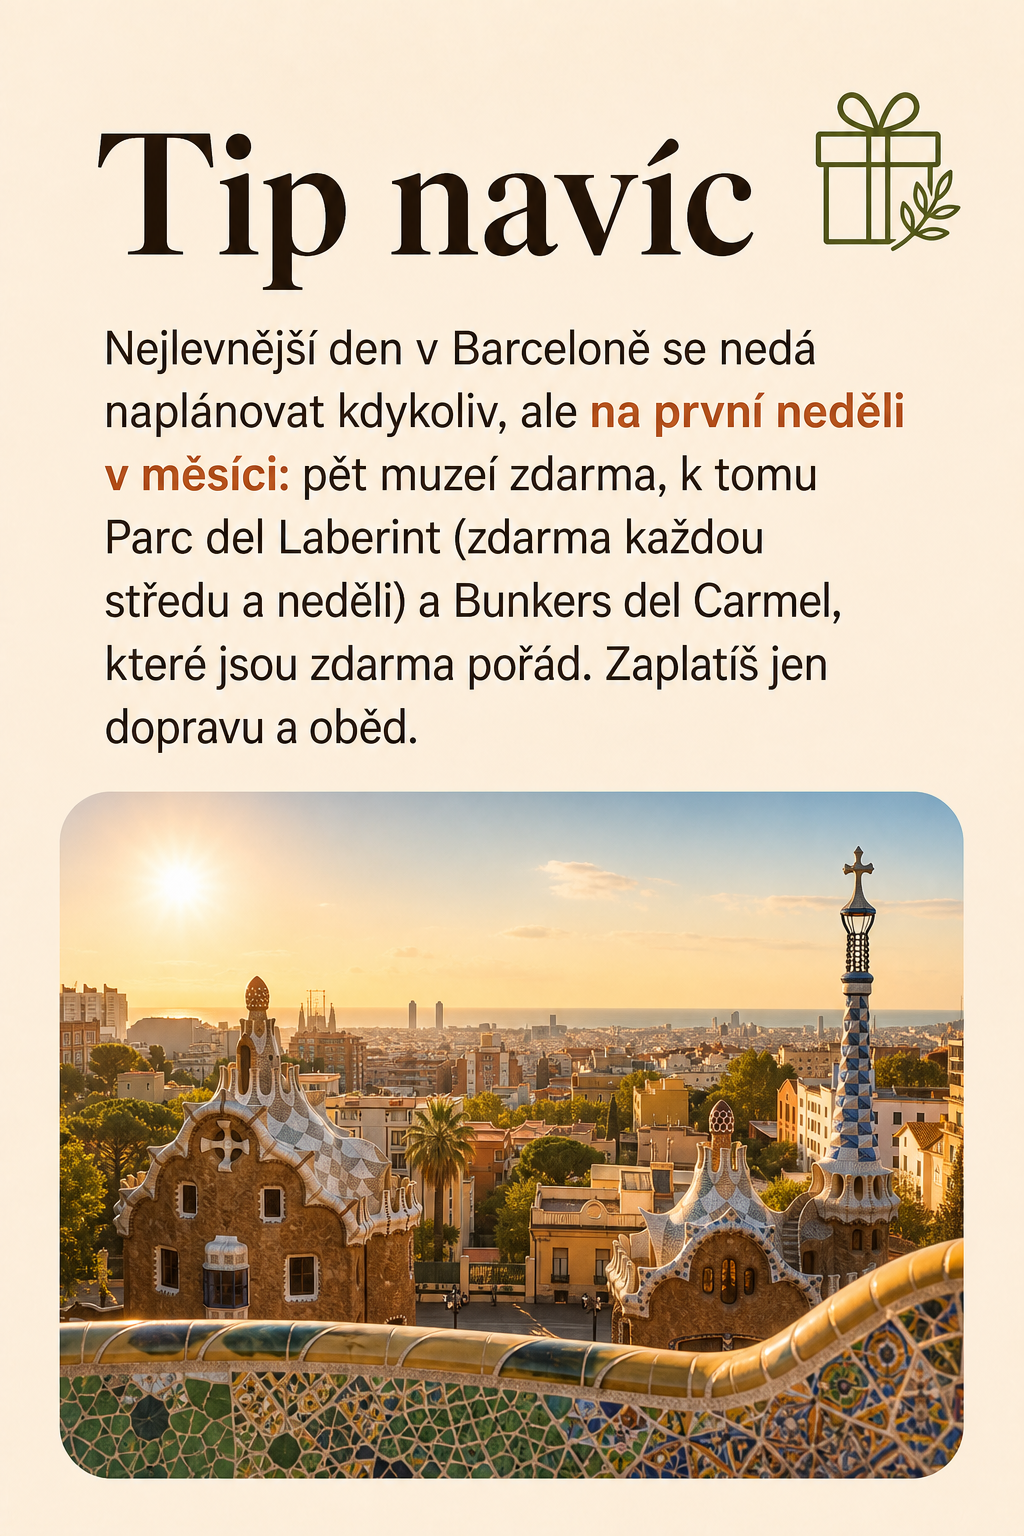 Tip navíc
Nejlevnější den v Barceloně se nedá
naplánovat kdykoliv, ale na první neděli
v měsíci: pět muzeí zdarma, k tomu
Parc del Laberint (zdarma každou
středu a neděli) a Bunkers del Carmel,
které jsou zdarma pořád. Zaplatíš jen
dopravu a oběd.